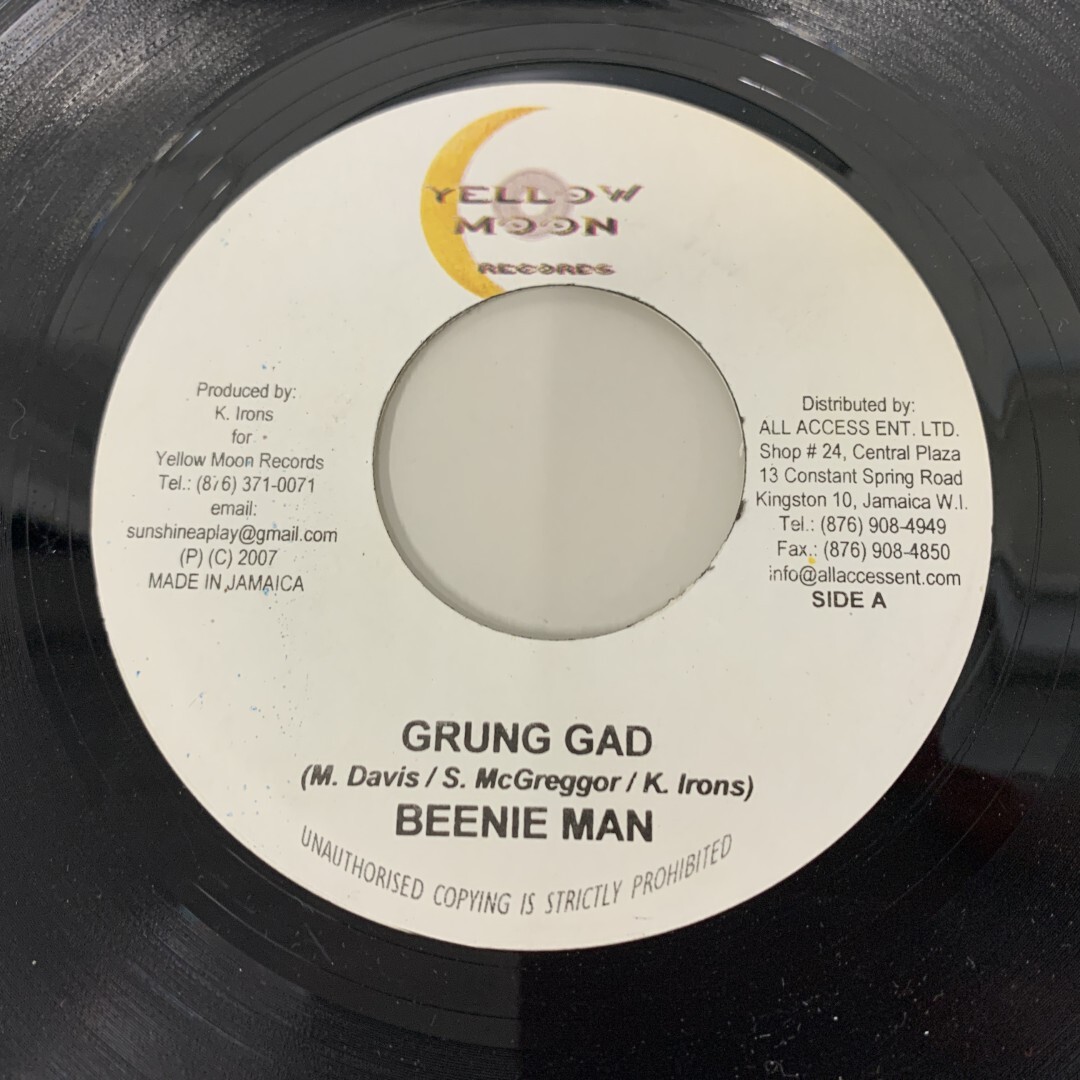 YELLOW
MOON
RECORDS
Produced by:
K. Irons
for
Yellow Moon Records
Tel.: (876) 371-0071
email:
sunshineaplay@gmail.com
(P) (C) 2007
MADE IN JAMAICA
Distributed by:
ALL ACCESS ENT. LTD.
Shop # 24, Central Plaza
13 Constant Spring Road
Kingston 10, Jamaica W.I.
Tel.: (876) 908-4949
Fax.: (876) 908-4850
info@allaccessent.com
SIDE A
GRUNG GAD
(M. Davis / S. McGreggor / K. Irons)
BEENIE MAN
UNAUTHORISED COPYING IS STRICTLY PROHIBITED